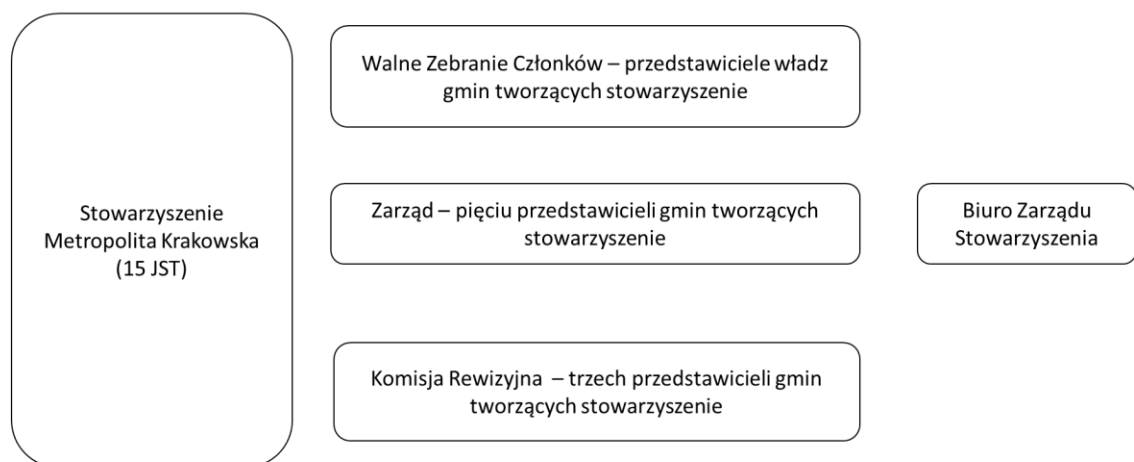 Stowarzyszenie
Metropolita Krakowska
(15 JST)
Walne Zebranie Członków – przedstawiciele władz
gmin tworzących stowarzyszenie
Zarząd – pięciu przedstawicieli gmin tworzących
stowarzyszenie
Biuro Zarządu
Stowarzyszenia
Komisja Rewizyjna – trzech przedstawicieli gmin
tworzących stowarzyszenie